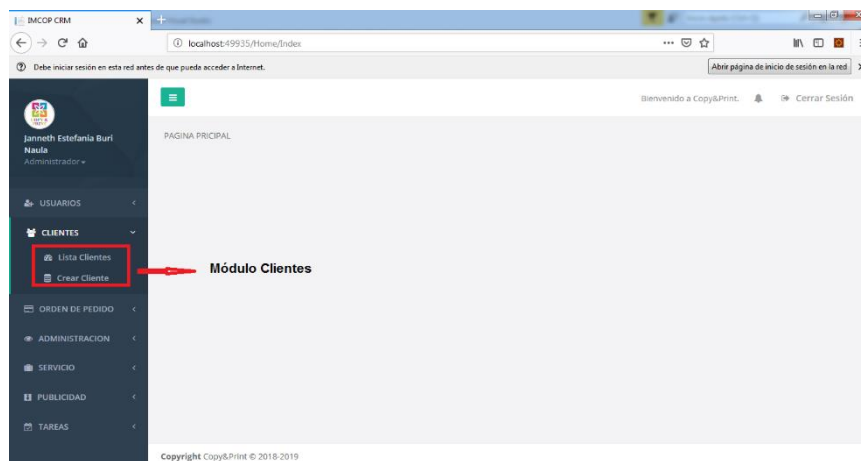 IMCOP CRM
localhost:49935/Home/Index
Debe iniciar sesión en esta red antes de que pueda acceder a Internet.
Abrir página de inicio de sesión en la red
Bienvenido a Copy&Print.
Cerrar Sesión
Janneth Estefania Buri
Naula
Administrador
PAGINA PRICIPAL
USUARIOS
CLIENTES
Lista Clientes
Crear Cliente
Módulo Clientes
ORDEN DE PEDIDO
ADMINISTRACION
SERVICIO
PUBLICIDAD
TAREAS
Copyright Copy&Print © 2018-2019